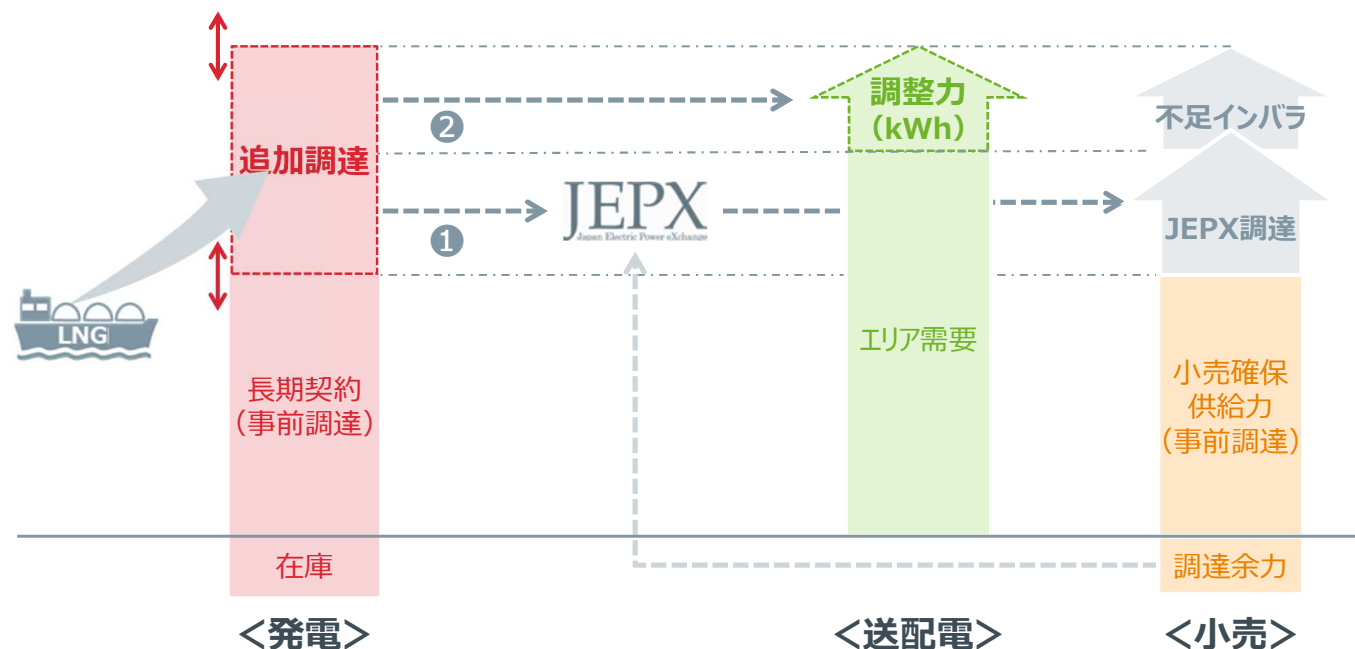 追加調達
❷
❶
LNG
長期契約
（事前調達）
在庫
＜発電＞
JEPX
Japan Electric Power eXchange
調整力
（kWh）
エリア需要
＜送配電＞
不足インバラ
JEPX調達
小売確保
供給力
（事前調達）
調達余力
＜小売＞